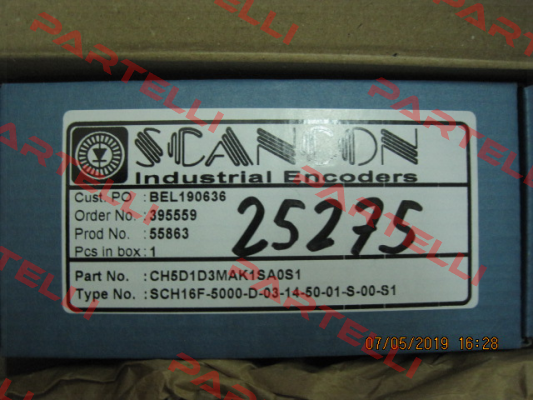 SCANCON
Industrial Encoders
Cust. PO : BEL190636
Order No. : 395559
Prod No. : 55863
Pcs in box : 1
25275
Part No. : CH5D1D3MAK1SA0S1
Type No. : SCH16F-5000-D-03-14-50-01-S-00-S1
07/05/2019 16:28
PARTELLI
PARTELLI
PARTELLI
PARTELLI
PARTELLI
PARTELLI